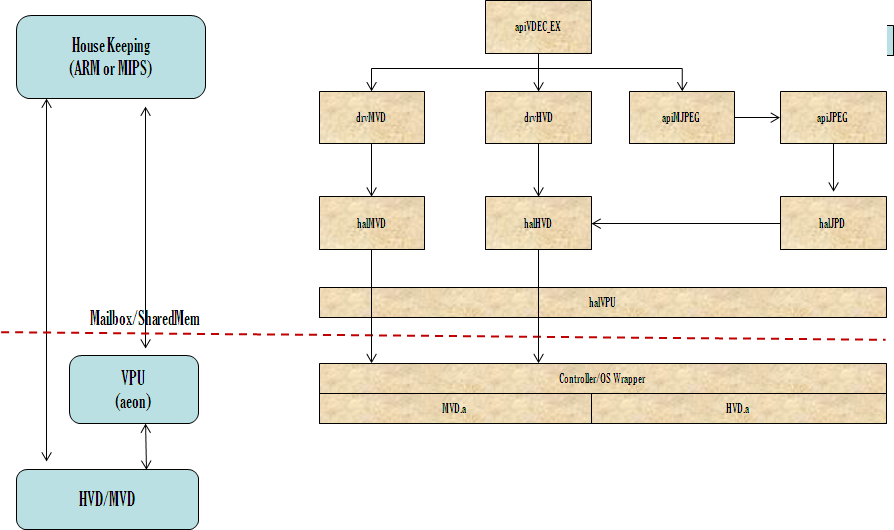 House Keeping
(ARM or MIPS)
apiVDEC_EX
drvMVD
drvHVD
apiMJPEG
apiJPEG
halMVD
halHVD
halJPD
halVPU
Mailbox/SharedMem
VPU
(aeon)
Controller/OS Wrapper
MVD.a
HVD.a
HVD/MVD